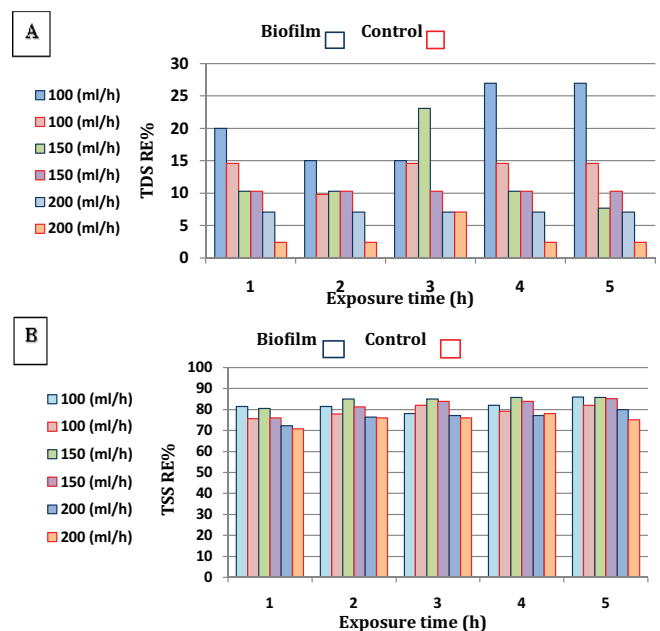 A
Biofilm Control
100 (ml/h)
100 (ml/h)
150 (ml/h)
150 (ml/h)
200 (ml/h)
200 (ml/h)
TDS RE%
30
25
20
15
10
5
0
1 2 3 4 5
Exposure time (h)
B
Biofilm Control
100 (ml/h)
100 (ml/h)
150 (ml/h)
150 (ml/h)
200 (ml/h)
200 (ml/h)
TSS RE%
100
90
80
70
60
50
40
30
20
10
0
1 2 3 4 5
Exposure time (h)